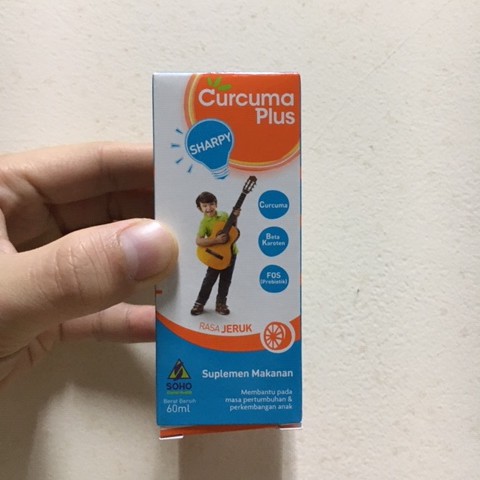 Curcuma
Plus
SHARPY
Curcuma
Beta
Karoten
FOS
(Prebiotik)
RASA JERUK
SOHO
Suplemen Makanan
Membantu pada
masa pertumbuhan &
perkembangan anak
Berat Bersih
60ml